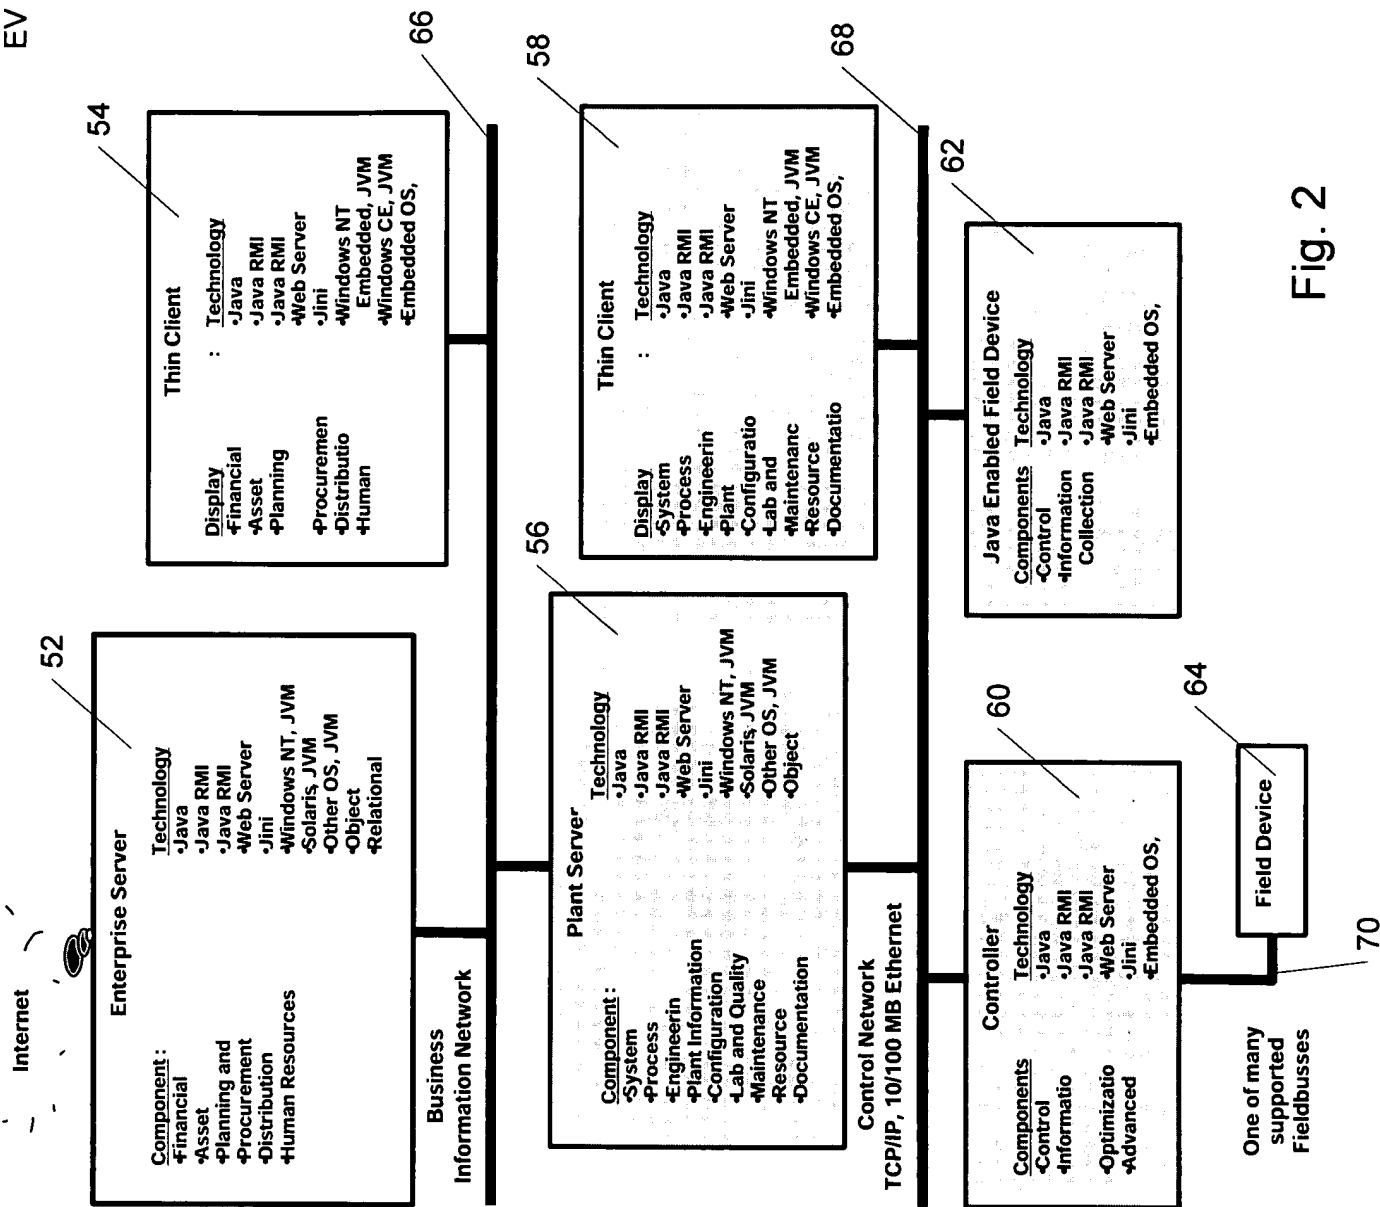 EV
Internet
52
Enterprise Server
Component:
•Financial
•Asset
•Planning and
•Procurement
•Distribution
•Human Resources
Technology
•Java
•Java RMI
•Java RMI
•Web Server
•Jini
•Windows NT, JVM
•Solaris, JVM
•Other OS, JVM
•Object
•Relational
54
Thin Client
Display
•Financial
•Asset
•Planning
•Procuremen
•Distributio
•Human
:
Technology
•Java
•Java RMI
•Java RMI
•Web Server
•Jini
•Windows NT
Embedded, JVM
•Windows CE, JVM
•Embedded OS,
Business
Information Network
66
56
Plant Server
Component:
•System
•Process
•Engineerin
•Plant Information
•Configuration
•Lab and Quality
•Maintenance
•Resource
•Documentation
Technology
•Java
•Java RMI
•Java RMI
•Web Server
•Jini
•Windows NT, JVM
•Solaris, JVM
•Other OS, JVM
•Object
58
Thin Client
Display
•System
•Process
•Engineerin
•Plant
•Configuratio
•Lab and
•Maintenanc
•Resource
•Documentatio
:
Technology
•Java
•Java RMI
•Java RMI
•Web Server
•Jini
•Windows NT
Embedded, JVM
•Windows CE, JVM
•Embedded OS,
Control Network
TCP/IP, 10/100 MB Ethernet
68
60
Controller
Components
•Control
•Informatio
•Optimizatio
•Advanced
Technology
•Java
•Java RMI
•Java RMI
•Web Server
•Jini
•Embedded OS,
62
Java Enabled Field Device
Components
•Control
•Information
Collection
Technology
•Java
•Java RMI
•Java RMI
•Web Server
•Jini
•Embedded OS,
One of many
supported
Fieldbusses
70
64
Field Device
Fig. 2